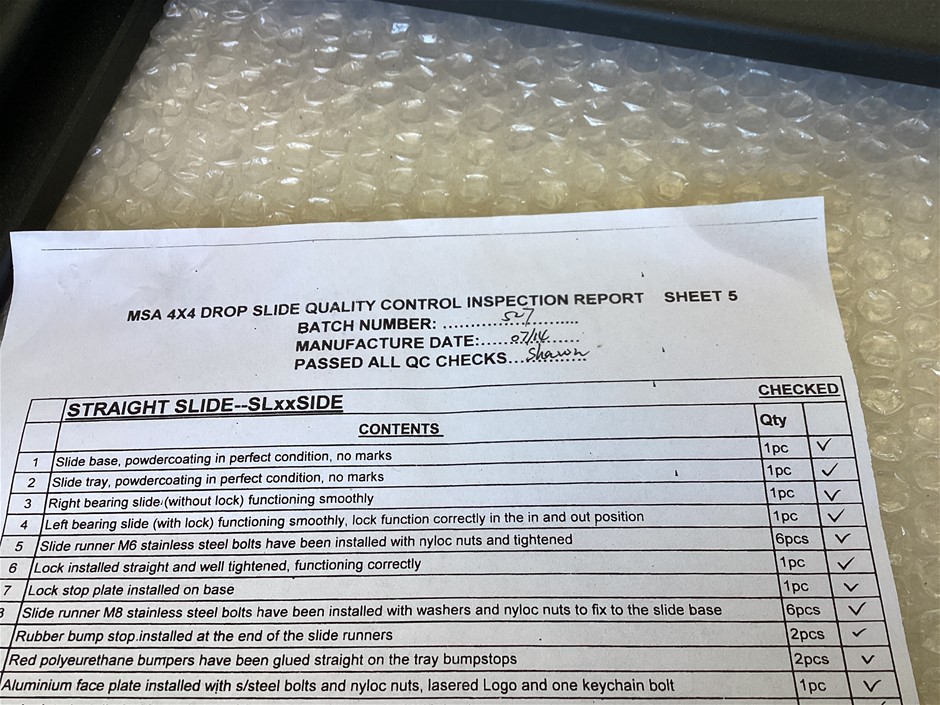 MSA 4X4 DROP SLIDE QUALITY CONTROL INSPECTION REPORT SHEET 5
BATCH NUMBER: ..........507..........
MANUFACTURE DATE:......07/14......
PASSED ALL QC CHECKS...Sharon
CHECKED
STRAIGHT SLIDE--SLxxSIDE
CONTENTS Qty
1 Slide base, powdercoating in perfect condition, no marks 1pc ✓
2 Slide tray, powdercoating in perfect condition, no marks 1pc ✓
3 Right bearing slide (without lock) functioning smoothly 1pc ✓
4 Left bearing slide (with lock) functioning smoothly, lock function correctly in the in and out position 1pc ✓
5 Slide runner M6 stainless steel bolts have been installed with nyloc nuts and tightened 6pcs ✓
6 Lock installed straight and well tightened, functioning correctly 1pc ✓
7 Lock stop plate installed on base 1pc ✓
8 Slide runner M8 stainless steel bolts have been installed with washers and nyloc nuts to fix to the slide base 6pcs ✓
Rubber bump stop installed at the end of the slide runners 2pcs ✓
Red polyeurethane bumpers have been glued straight on the tray bumpstops 2pcs ✓
Aluminium face plate installed with s/steel bolts and nyloc nuts, lasered Logo and one keychain bolt 1pc ✓